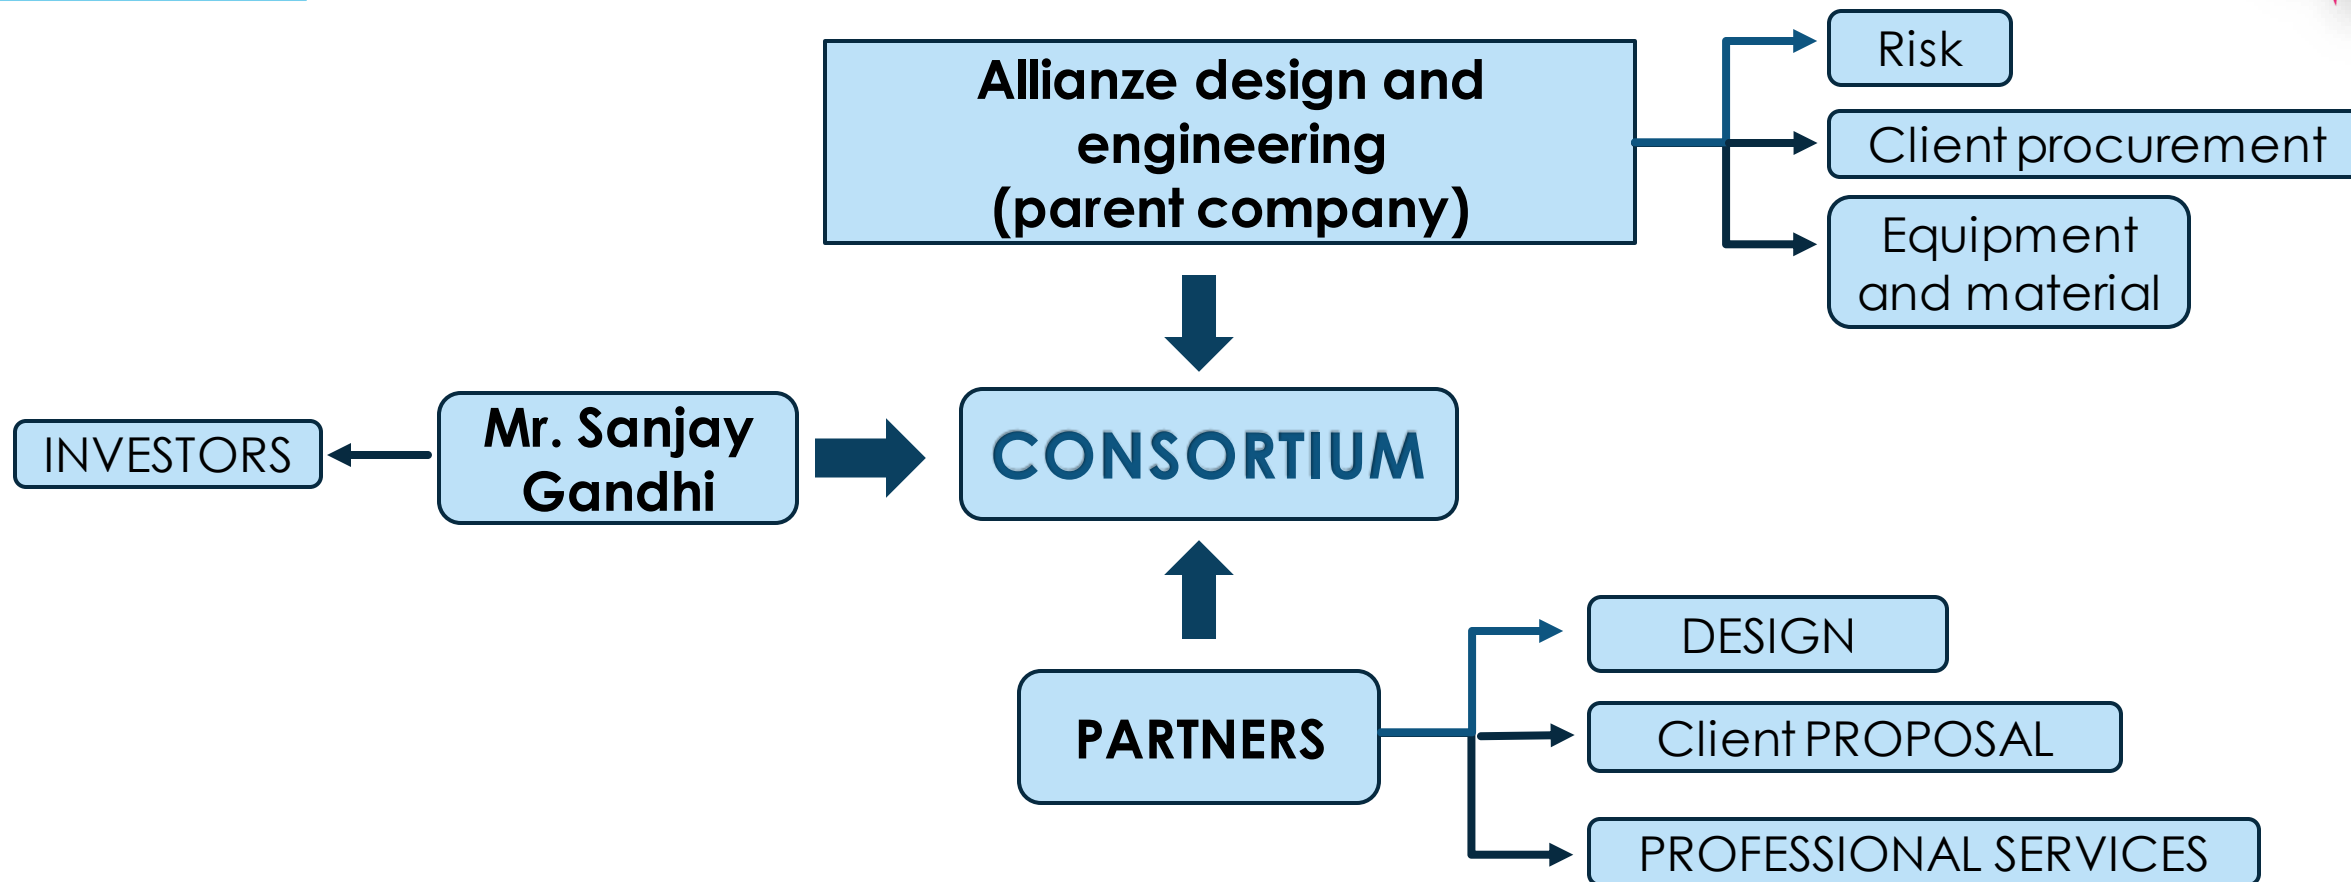 Allianze design and
engineering
(parent company)
Risk
Client procurement
Equipment
and material
INVESTORS
Mr. Sanjay
Gandhi
CONSORTIUM
PARTNERS
DESIGN
Client PROPOSAL
PROFESSIONAL SERVICES